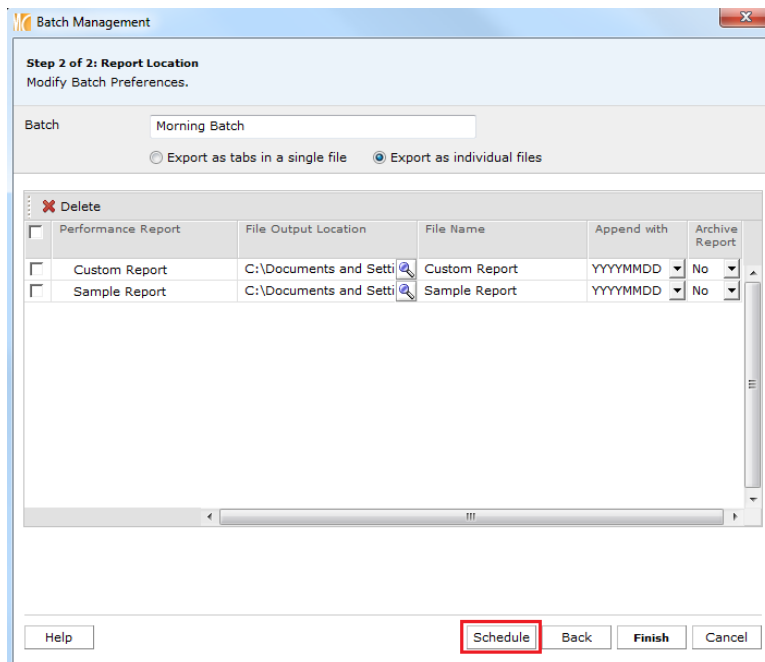 Batch Management
Step 2 of 2: Report Location
Modify Batch Preferences.
Batch Morning Batch
Export as tabs in a single file Export as individual files
Delete
Performance Report File Output Location File Name Append with Archive Report
Custom Report C:\Documents and Setti Custom Report YYYYMMDD No
Sample Report C:\Documents and Setti Sample Report YYYYMMDD No
Help Schedule Back Finish Cancel